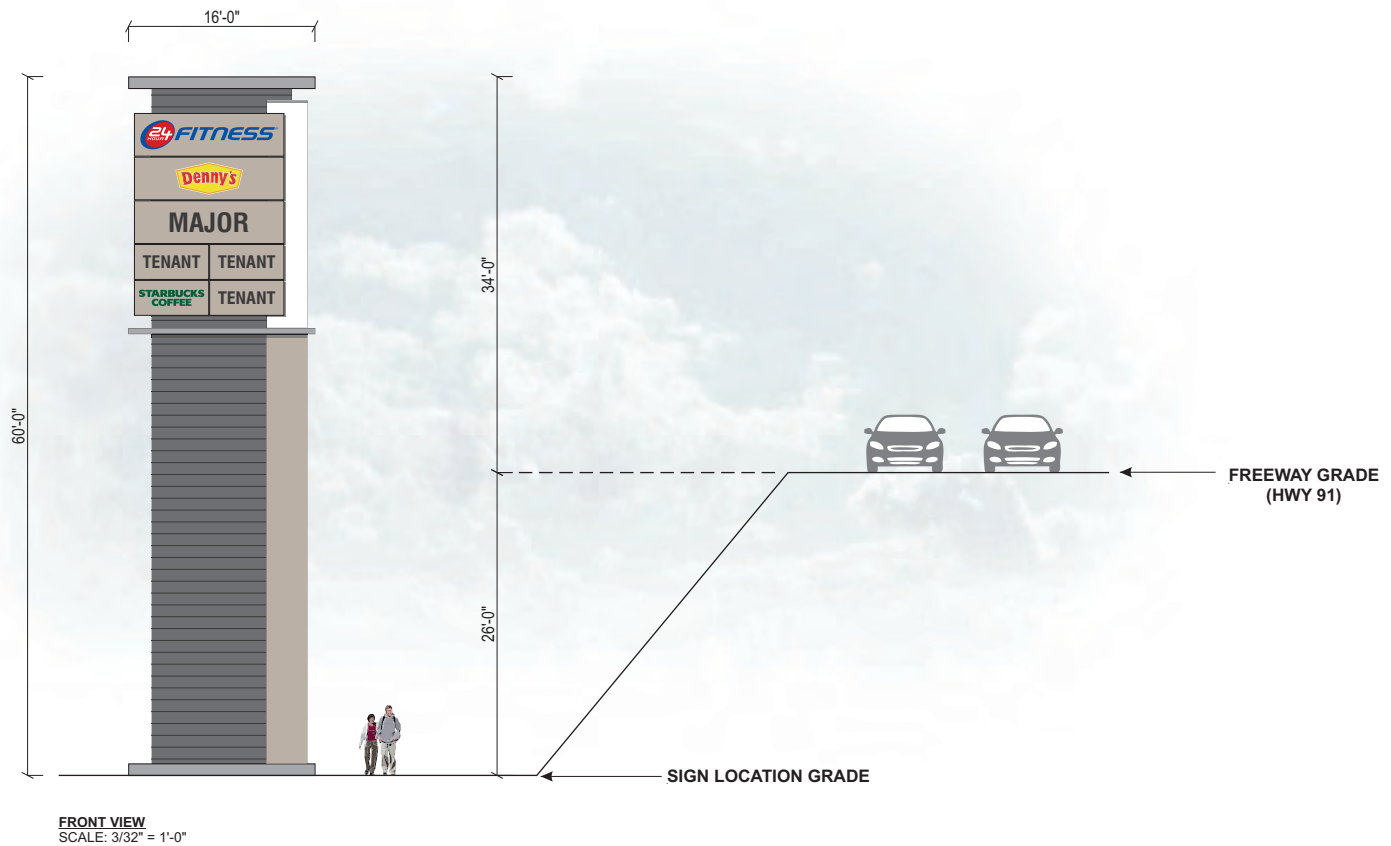 16'-0"
24
HOUR
FITNESS
Denny's
MAJOR
TENANT TENANT
STARBUCKS
COFFEE
TENANT
60'-0"
34'-0"
26'-0"
FREEWAY GRADE
(HWY 91)
SIGN LOCATION GRADE
FRONT VIEW
SCALE: 3/32" = 1'-0"